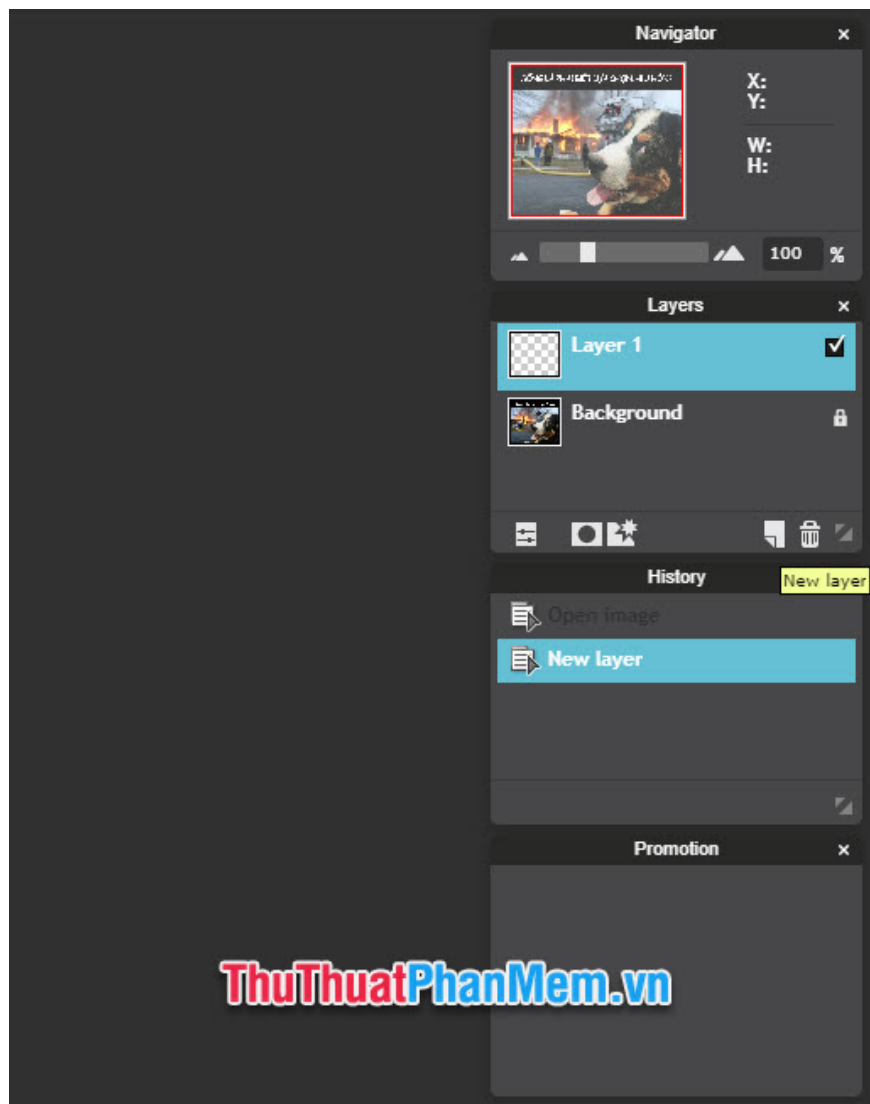 Navigator
X:
Y:
W:
H:
100 %
Layers
Layer 1
Background
History
New layer
Open image
New layer
Promotion
ThuThuatPhanMem.vn